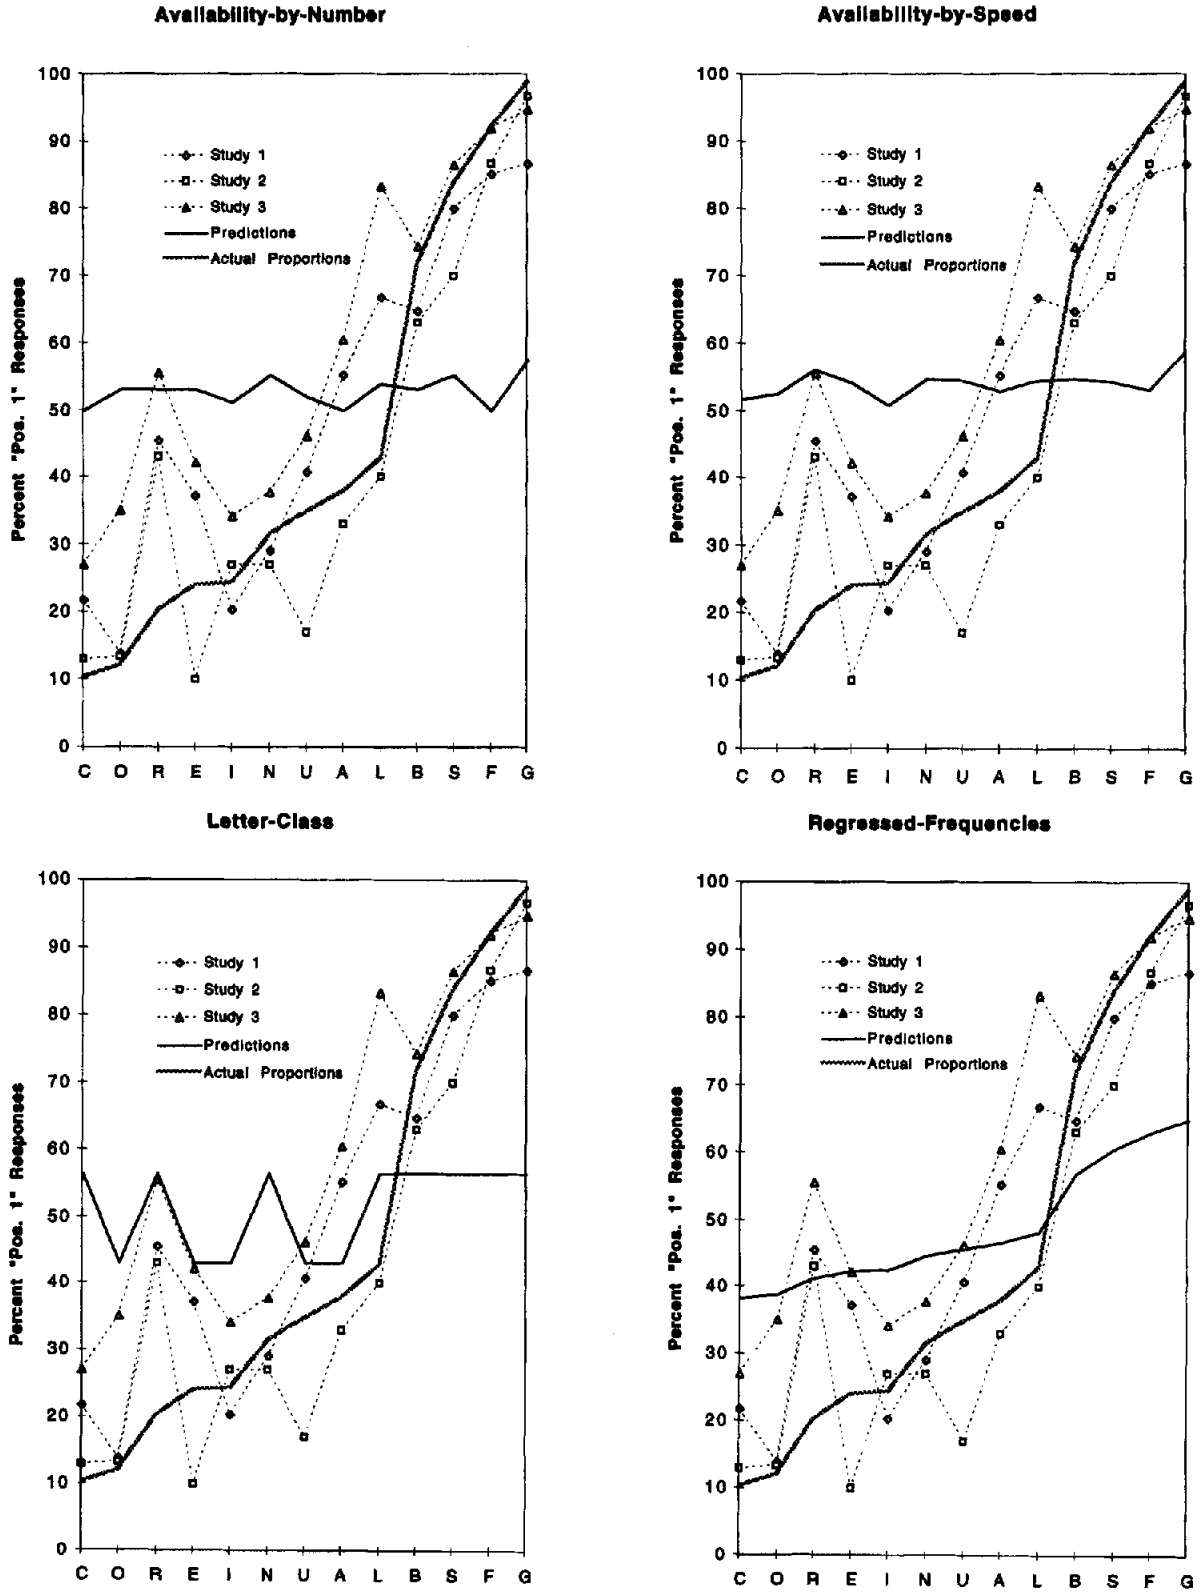 Availability-by-Number
100
90
80
70
60
50
40
30
20
10
0
Percent "Pos. 1" Responses
Study 1
Study 2
Study 3
Predictions
Actual Proportions
C O R E I N U A L B S F G
Availability-by-Speed
100
90
80
70
60
50
40
30
20
10
0
Percent "Pos. 1" Responses
Study 1
Study 2
Study 3
Predictions
Actual Proportions
C O R E I N U A L B S F G
Letter-Class
100
90
80
70
60
50
40
30
20
10
0
Percent "Pos. 1" Responses
Study 1
Study 2
Study 3
Predictions
Actual Proportions
C O R E I N U A L B S F G
Regressed-Frequencies
100
90
80
70
60
50
40
30
20
10
0
Percent "Pos. 1" Responses
Study 1
Study 2
Study 3
Predictions
Actual Proportions
C O R E I N U A L B S F G